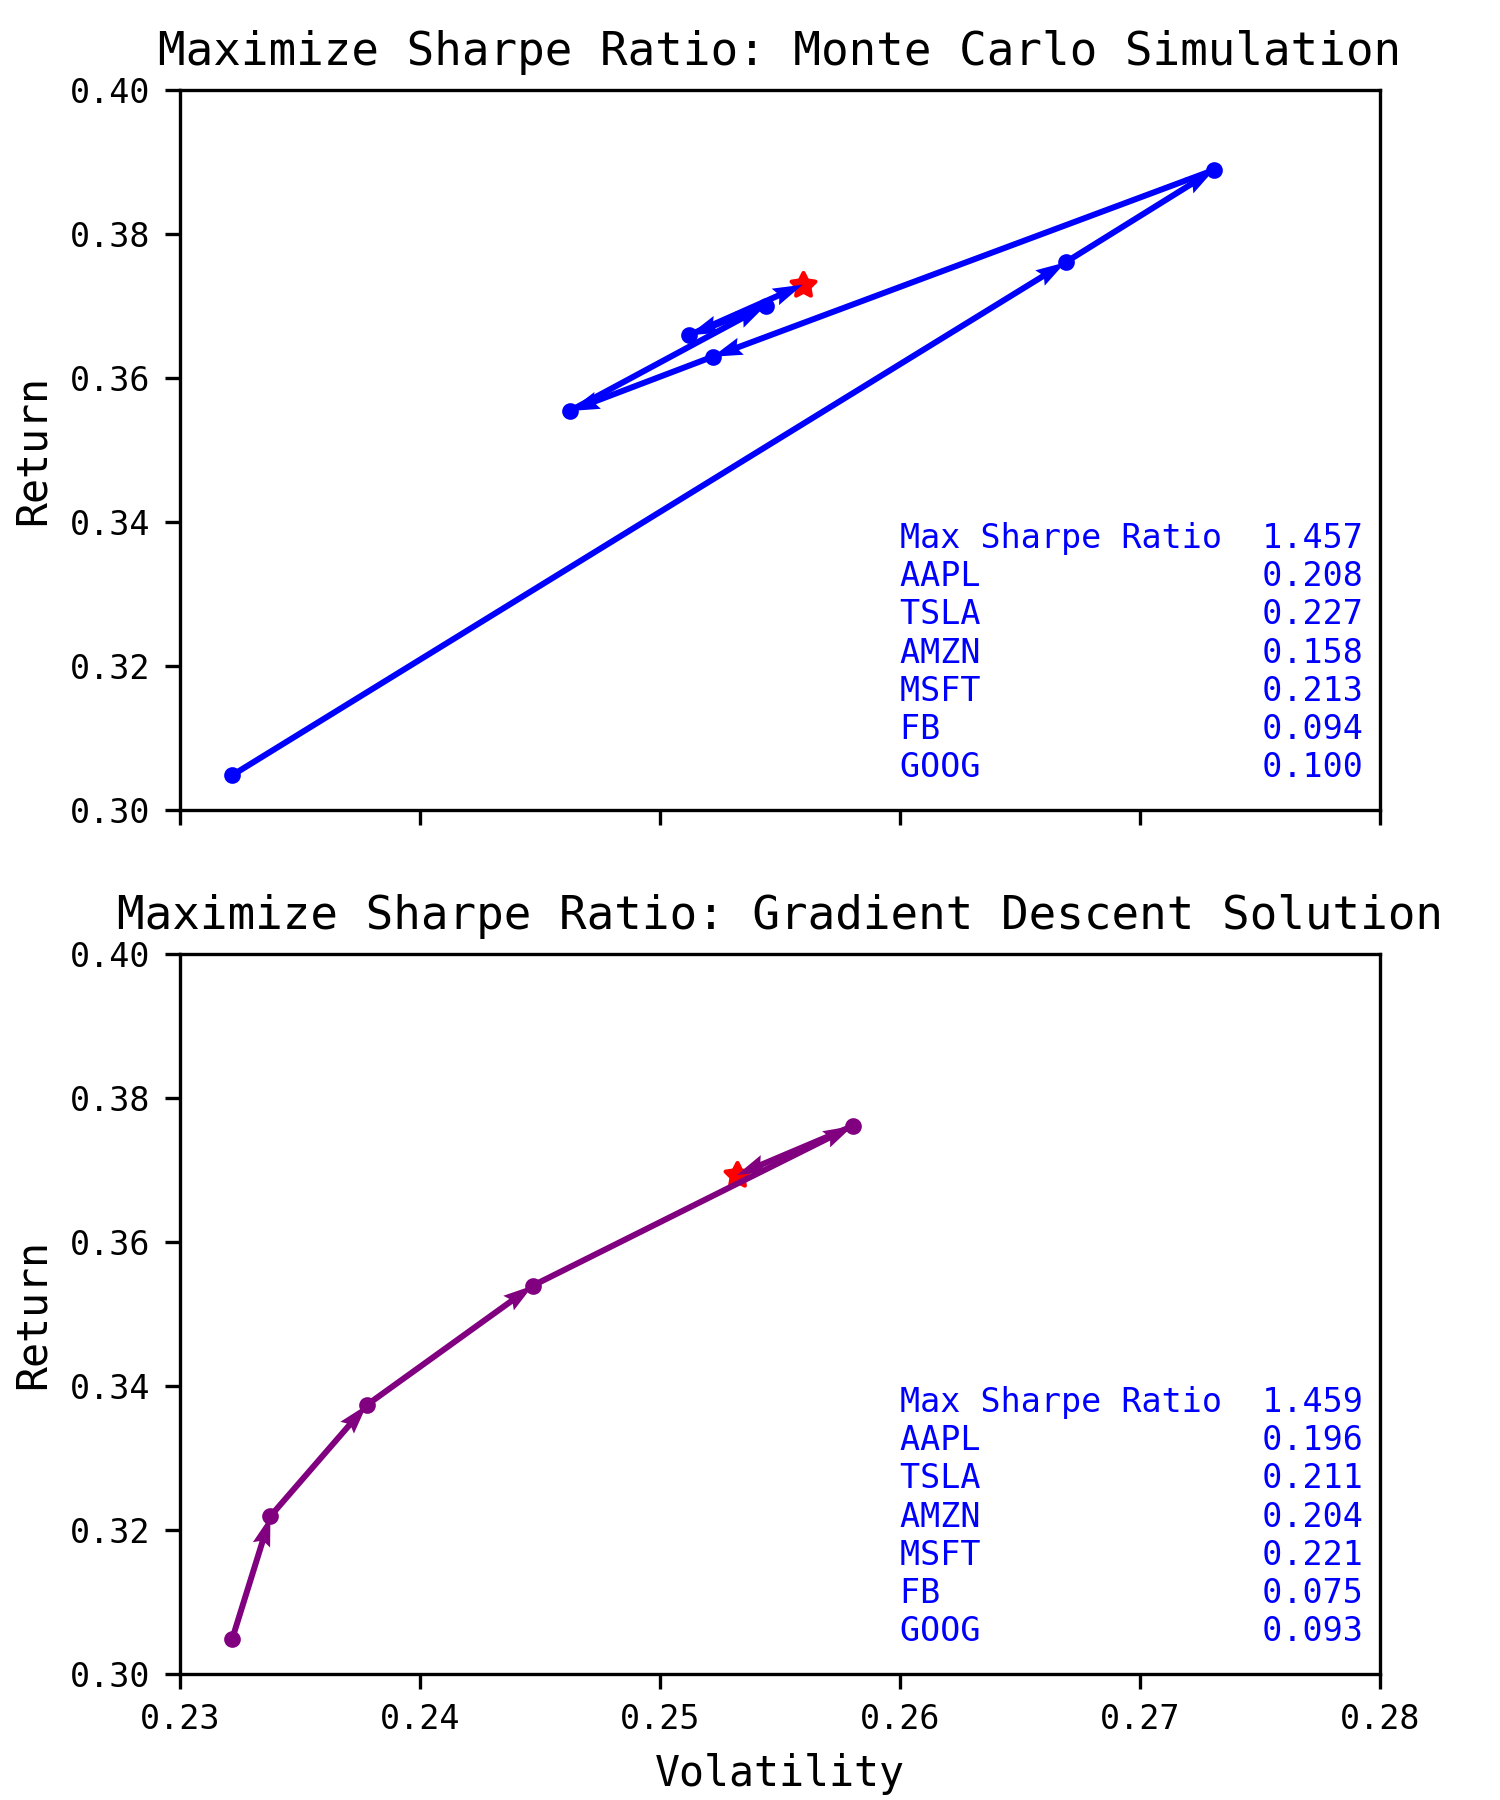 Maximize Sharpe Ratio: Monte Carlo Simulation
0.40
0.38
0.36
0.34
0.32
0.30
Return
Max Sharpe Ratio 1.457
AAPL 0.208
TSLA 0.227
AMZN 0.158
MSFT 0.213
FB 0.094
GOOG 0.100
Maximize Sharpe Ratio: Gradient Descent Solution
0.40
0.38
0.36
0.34
0.32
0.30
Return
Max Sharpe Ratio 1.459
AAPL 0.196
TSLA 0.211
AMZN 0.204
MSFT 0.221
FB 0.075
GOOG 0.093
0.23 0.24 0.25 0.26 0.27 0.28
Volatility